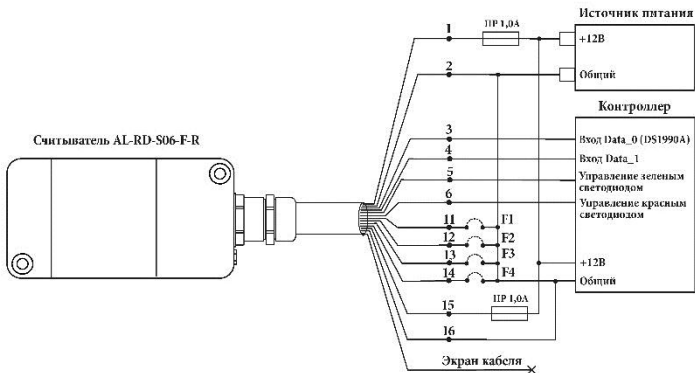 Источник питания
1
ПР 1,0А
+12В
2
Общий
Контроллер
Считыватель AL-RD-S06-F-R
3
Вход Data_0 (DS1990A)
4
Вход Data_1
5
Управление зеленым
светодиодом
6
Управление красным
светодиодом
11
F1
12
F2
13
F3
+12В
14
F4
Общий
15
ПР 1,0А
16
Экран кабеля